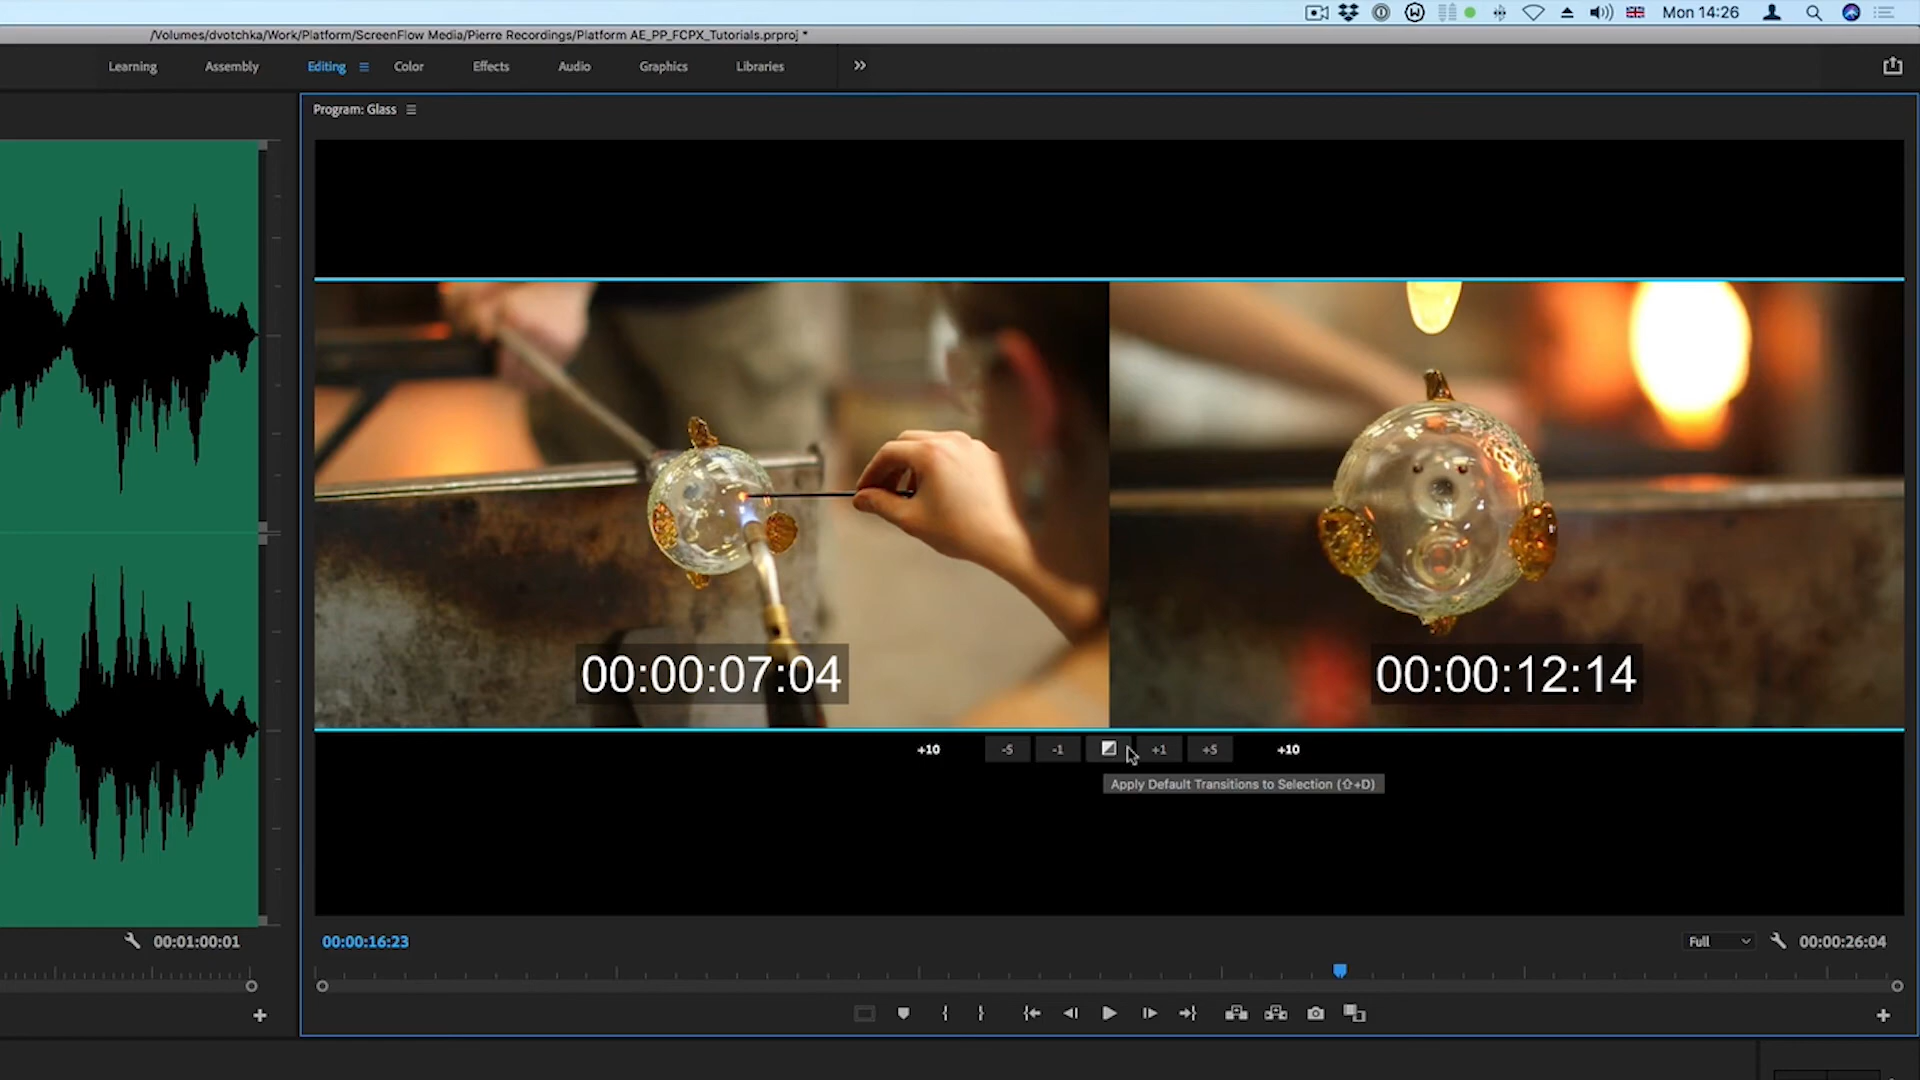 Mon 14:26
/Volumes/dvotchka/Work/Platform/ScreenFlow Media/Pierre Recordings/Platform AE_PP_FCPX_Tutorials.prproj *
Learning Assembly Editing Color Effects Audio Graphics Libraries
Program: Glass
00:00:07:04 00:00:12:14
+10 -5 -1 +1 +5 +10
Apply Default Transitions to Selection (⇧+D)
00:01:00:01 00:00:16:23 Full 00:00:26:04